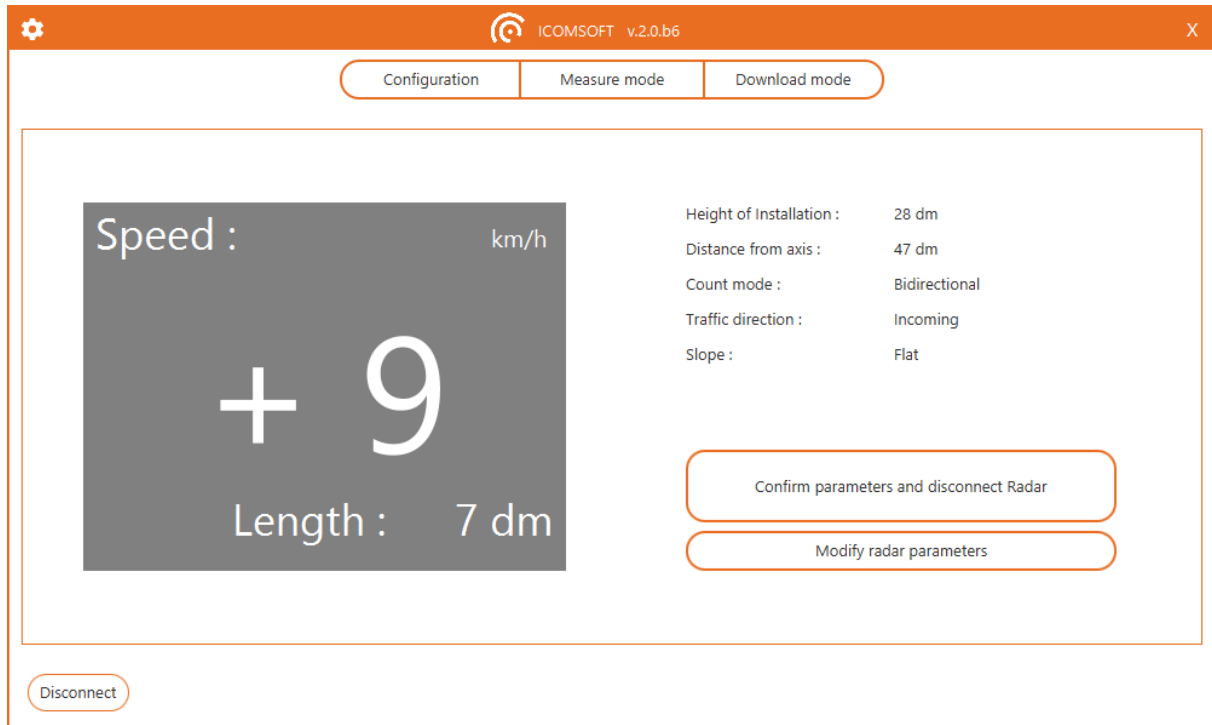 ICOMSOFT v.2.0.b6 X
Configuration Measure mode Download mode
Speed : km/h
+ 9
Length : 7 dm
Height of Installation : 28 dm
Distance from axis : 47 dm
Count mode : Bidirectional
Traffic direction : Incoming
Slope : Flat
Confirm parameters and disconnect Radar
Modify radar parameters
Disconnect